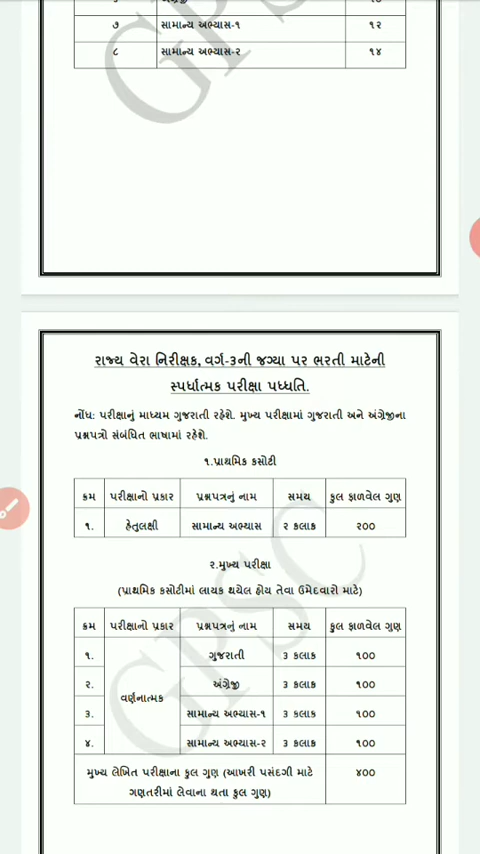 ૭ સામાન્ય અભ્યાસ-૧ ૧૨
૮ સામાન્ય અભ્યાસ-૨ ૧૪
GPSC
રાજ્ય વેરા નિરીક્ષક, વર્ગ-૩ની જગ્યા પર ભરતી માટેની
સ્પર્ધાત્મક પરીક્ષા પધ્ધતિ.
નોંધ: પરીક્ષાનું માધ્યમ ગુજરાતી રહેશે. મુખ્ય પરીક્ષામાં ગુજરાતી અને અંગ્રેજીના
પ્રશ્નપત્રો સંબંધિત ભાષામાં રહેશે.
૧.પ્રાથમિક કસોટી
ક્રમ પરીક્ષાનો પ્રકાર પ્રશ્નપત્રનું નામ સમય કુલ ફાળવેલ ગુણ
૧. હેતુલક્ષી સામાન્ય અભ્યાસ ૨ કલાક ૨૦૦
૨.મુખ્ય પરીક્ષા
(પ્રાથમિક કસોટીમાં લાયક થયેલ હોય તેવા ઉમેદવારો માટે)
ક્રમ પરીક્ષાનો પ્રકાર પ્રશ્નપત્રનું નામ સમય કુલ ફાળવેલ ગુણ
૧. ગુજરાતી ૩ કલાક ૧૦૦
૨. અંગ્રેજી ૩ કલાક ૧૦૦
વર્ણનાત્મક
૩. સામાન્ય અભ્યાસ-૧ ૩ કલાક ૧૦૦
૪. સામાન્ય અભ્યાસ-૨ ૩ કલાક ૧૦૦
મુખ્ય લેખિત પરીક્ષાના કુલ ગુણ (આખરી પસંદગી માટે ૪૦૦
ગણતરીમાં લેવાના થતા કુલ ગુણ)
GPSC